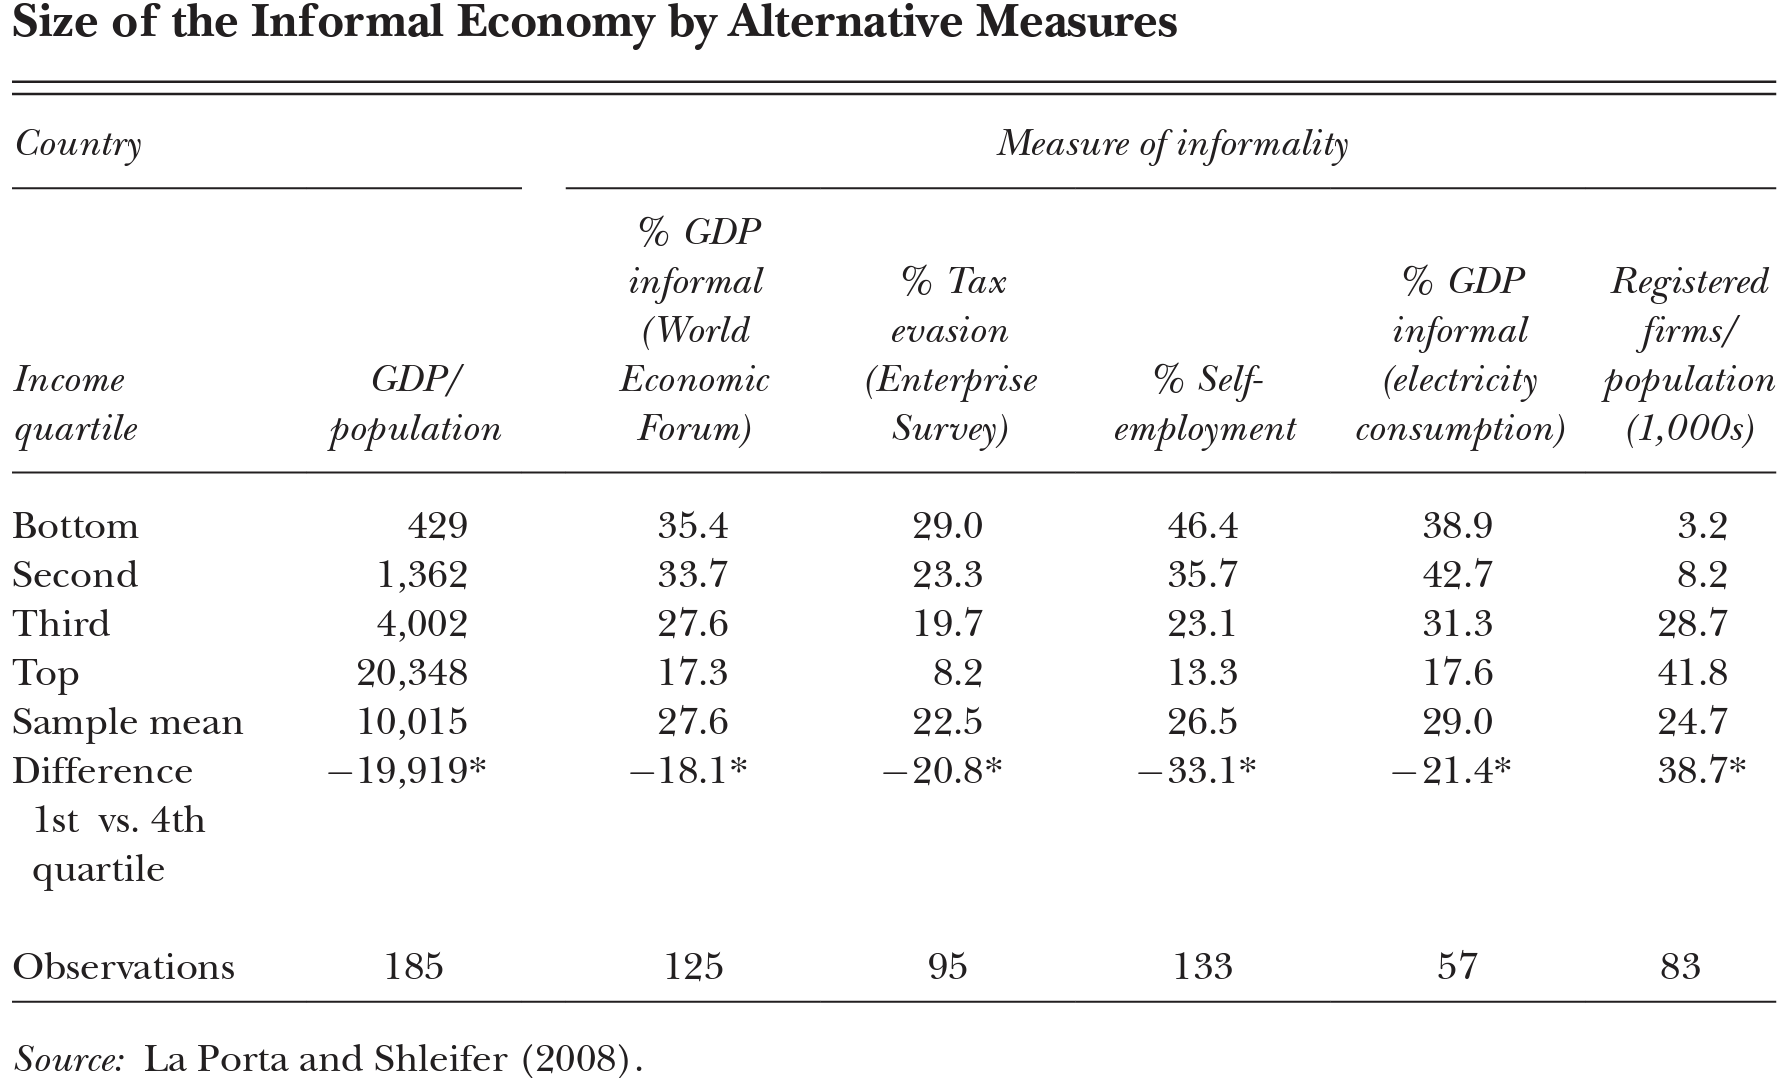 Size of the Informal Economy by Alternative Measures
Country Measure of informality
% GDP
informal % Tax % GDP Registered
(World evasion informal firms/
Income GDP/ Economic (Enterprise % Self- (electricity population
quartile population Forum) Survey) employment consumption) (1,000s)
Bottom 429 35.4 29.0 46.4 38.9 3.2
Second 1,362 33.7 23.3 35.7 42.7 8.2
Third 4,002 27.6 19.7 23.1 31.3 28.7
Top 20,348 17.3 8.2 13.3 17.6 41.8
Sample mean 10,015 27.6 22.5 26.5 29.0 24.7
Difference −19,919* −18.1* −20.8* −33.1* −21.4* 38.7*
1st vs. 4th
quartile
Observations 185 125 95 133 57 83
Source: La Porta and Shleifer (2008).